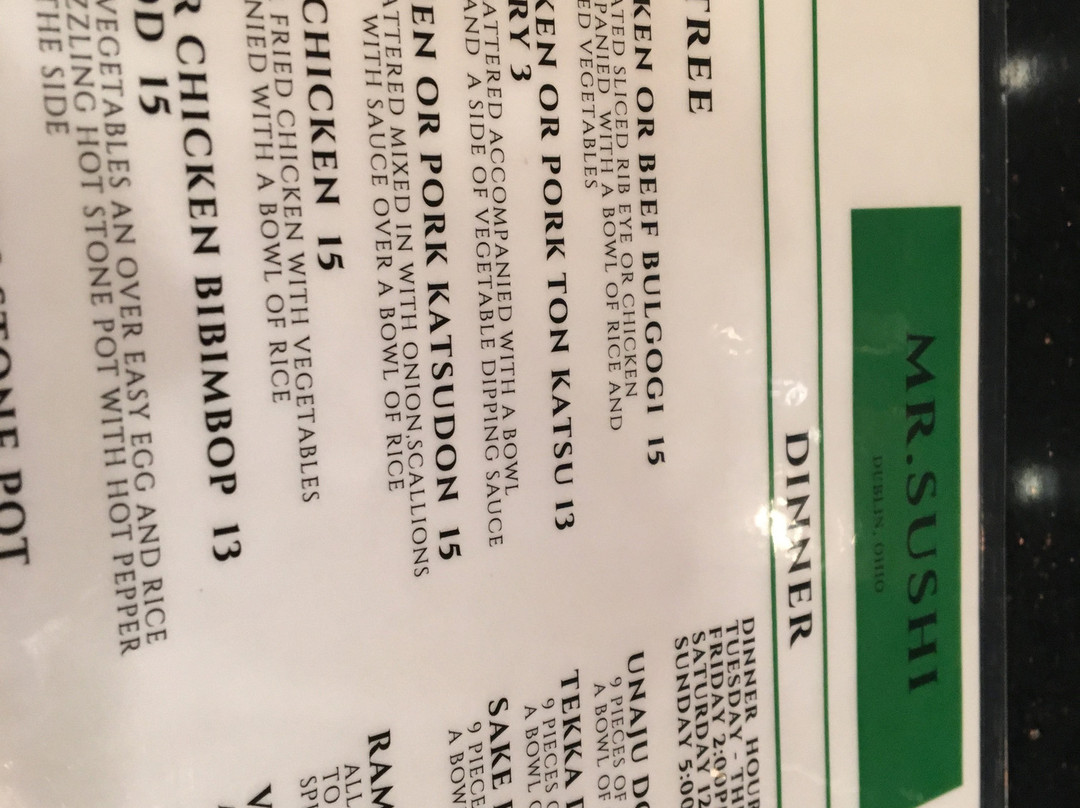 MR.SUSHI
DUBLIN, OHIO
DINNER
TREE
KEN OR BEEF BULGOGI 15
ATED SLICED RIB EYE OR CHICKEN
PANIED WITH A BOWL OF RICE AND
ED VEGETABLES
KEN OR PORK TON KATSU 13
RY 3
ATTERED ACCOMPANIED WITH A BOWL
AND A SIDE OF VEGETABLE DIPPING SAUCE
EN OR PORK KATSUDON 15
ATTERED MIXED IN WITH ONION,SCALLIONS
WITH SAUCE OVER A BOWL OF RICE
CHICKEN 15
FRIED CHICKEN WITH VEGETABLES
NIED WITH A BOWL OF RICE
R CHICKEN BIBIMBOP 13
OD 15
VEGETABLES AN OVER EASY EGG AND RICE
ZZLING HOT STONE POT WITH HOT PEPPER
THE SIDE
STONE POT
DINNER HOUR
TUESDAY - TH
FRIDAY 2:00P
SATURDAY 12
SUNDAY 5:00
UNAJU DO
9 PIECES OF
A BOWL OF
TEKKA D
9 PIECES O
A BOWL O
SAKE
9 PIECE
A BOW
RAM
ALL
TO
SPI
V